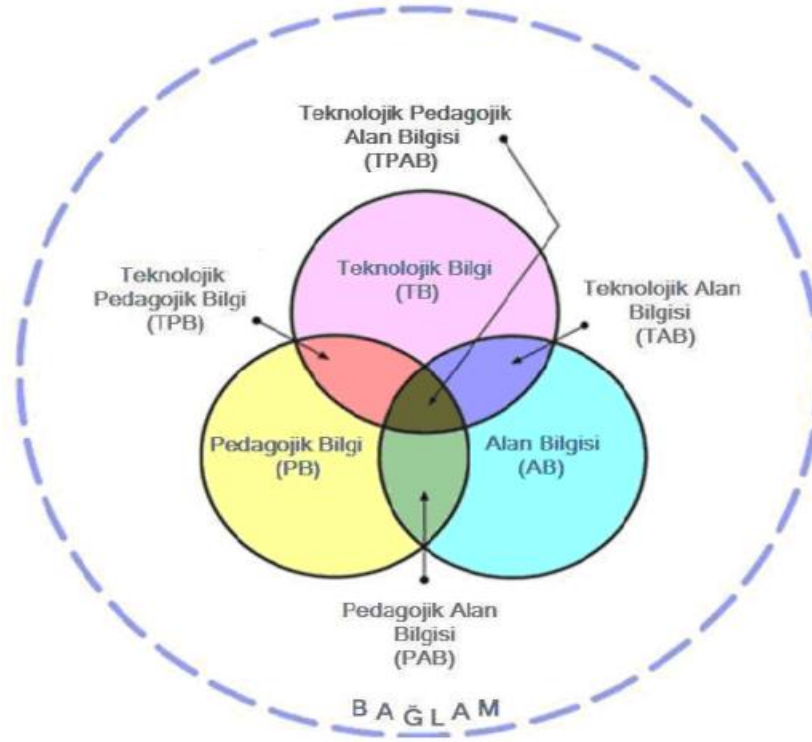 Teknolojik Pedagojik
Alan Bilgisi
(TPAB)
Teknolojik
Pedagojik Bilgi
(TPB)
Teknolojik Bilgi
(TB)
Teknolojik Alan
Bilgisi
(TAB)
Pedagojik Bilgi
(PB)
Alan Bilgisi
(AB)
Pedagojik Alan
Bilgisi
(PAB)
BAĞLAM